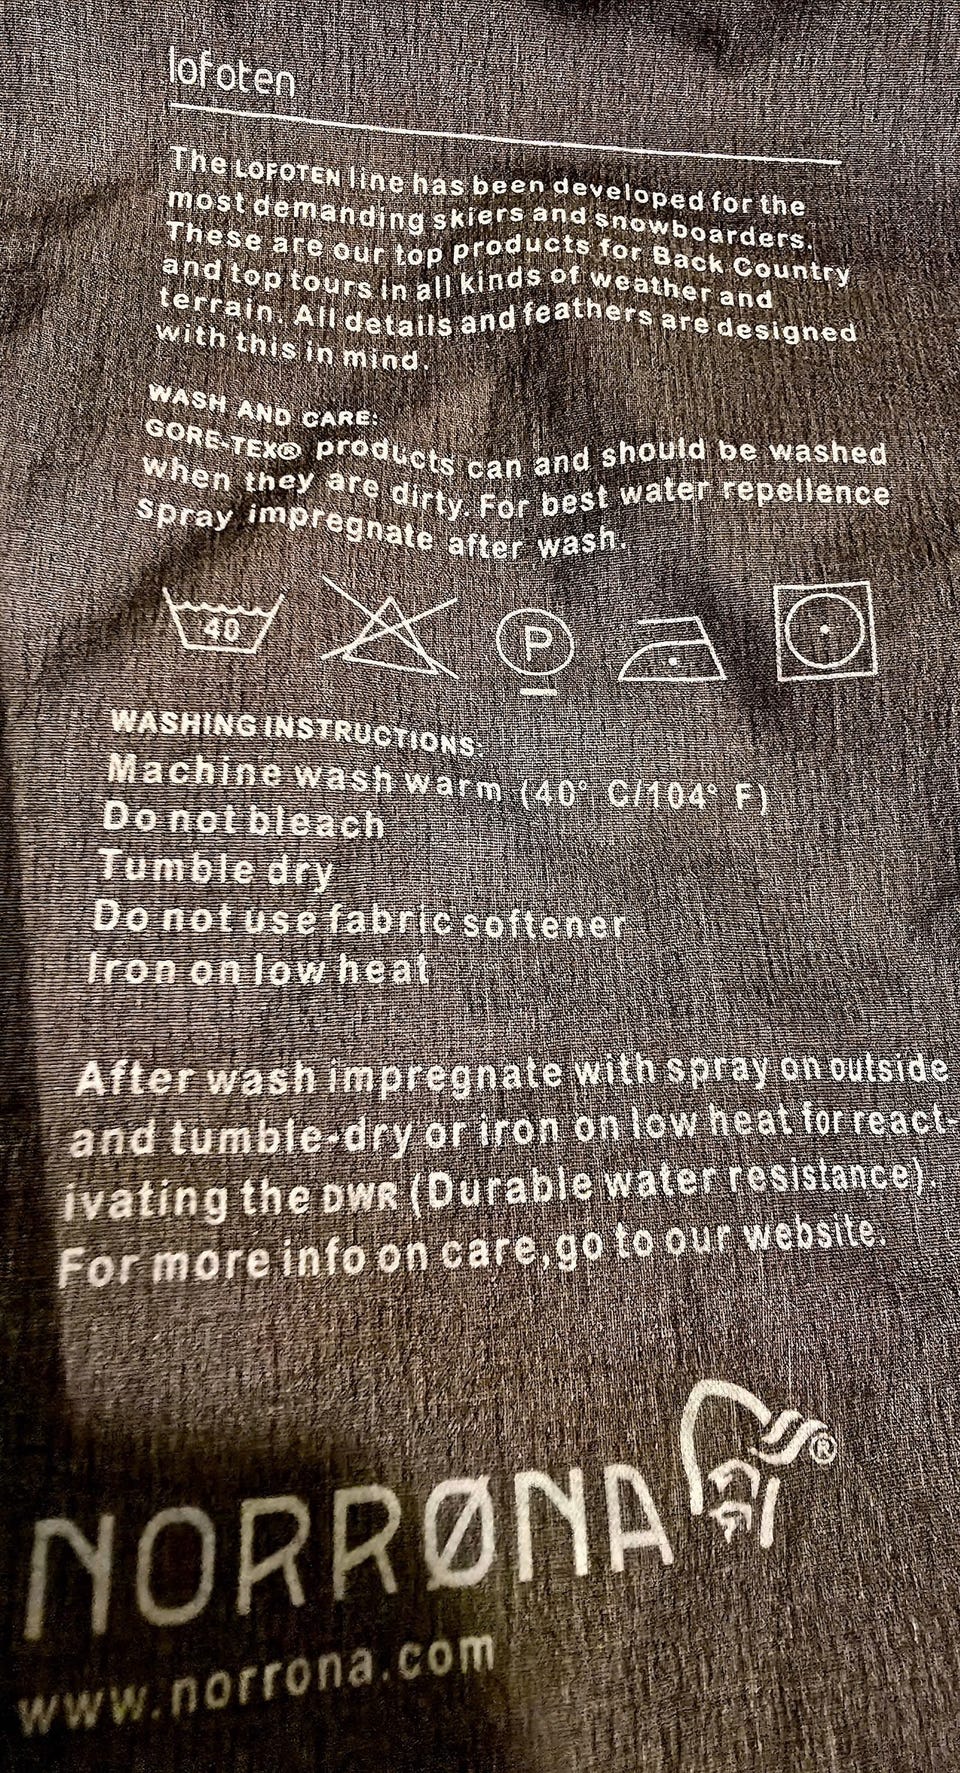 lofoten
The LOFOTEN line has been developed for the
most demanding skiers and snowboarders.
These are our top products for Back Country
and top tours in all kinds of weather and
terrain. All details and feathers are designed
with this in mind.
WASH AND CARE:
GORE-TEX® products can and should be washed
when they are dirty. For best water repellence
spray impregnate after wash.
40 P
WASHING INSTRUCTIONS:
Machine wash warm (40° C/104° F)
Do not bleach
Tumble dry
Do not use fabric softener
Iron on low heat
After wash impregnate with spray on outside
and tumble-dry or iron on low heat for react-
ivating the DWR (Durable water resistance).
For more info on care,go to our website.
NORRØNA ®
www.norrona.com